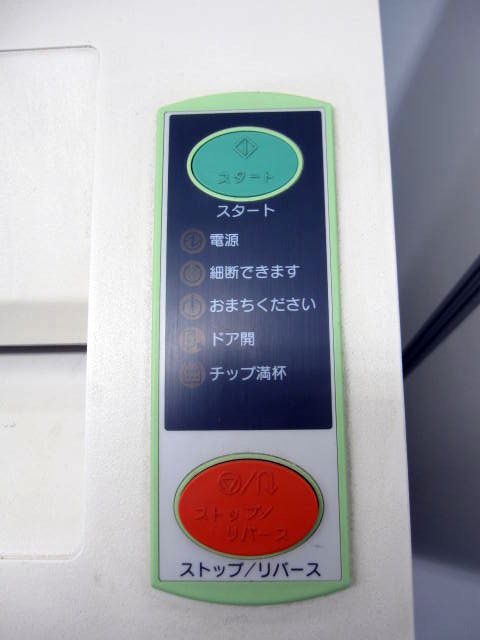 スタート
スタート
電源
細断できます
おまちください
ドア開
チップ満杯
ストップ/
リバース
ストップ/リバース